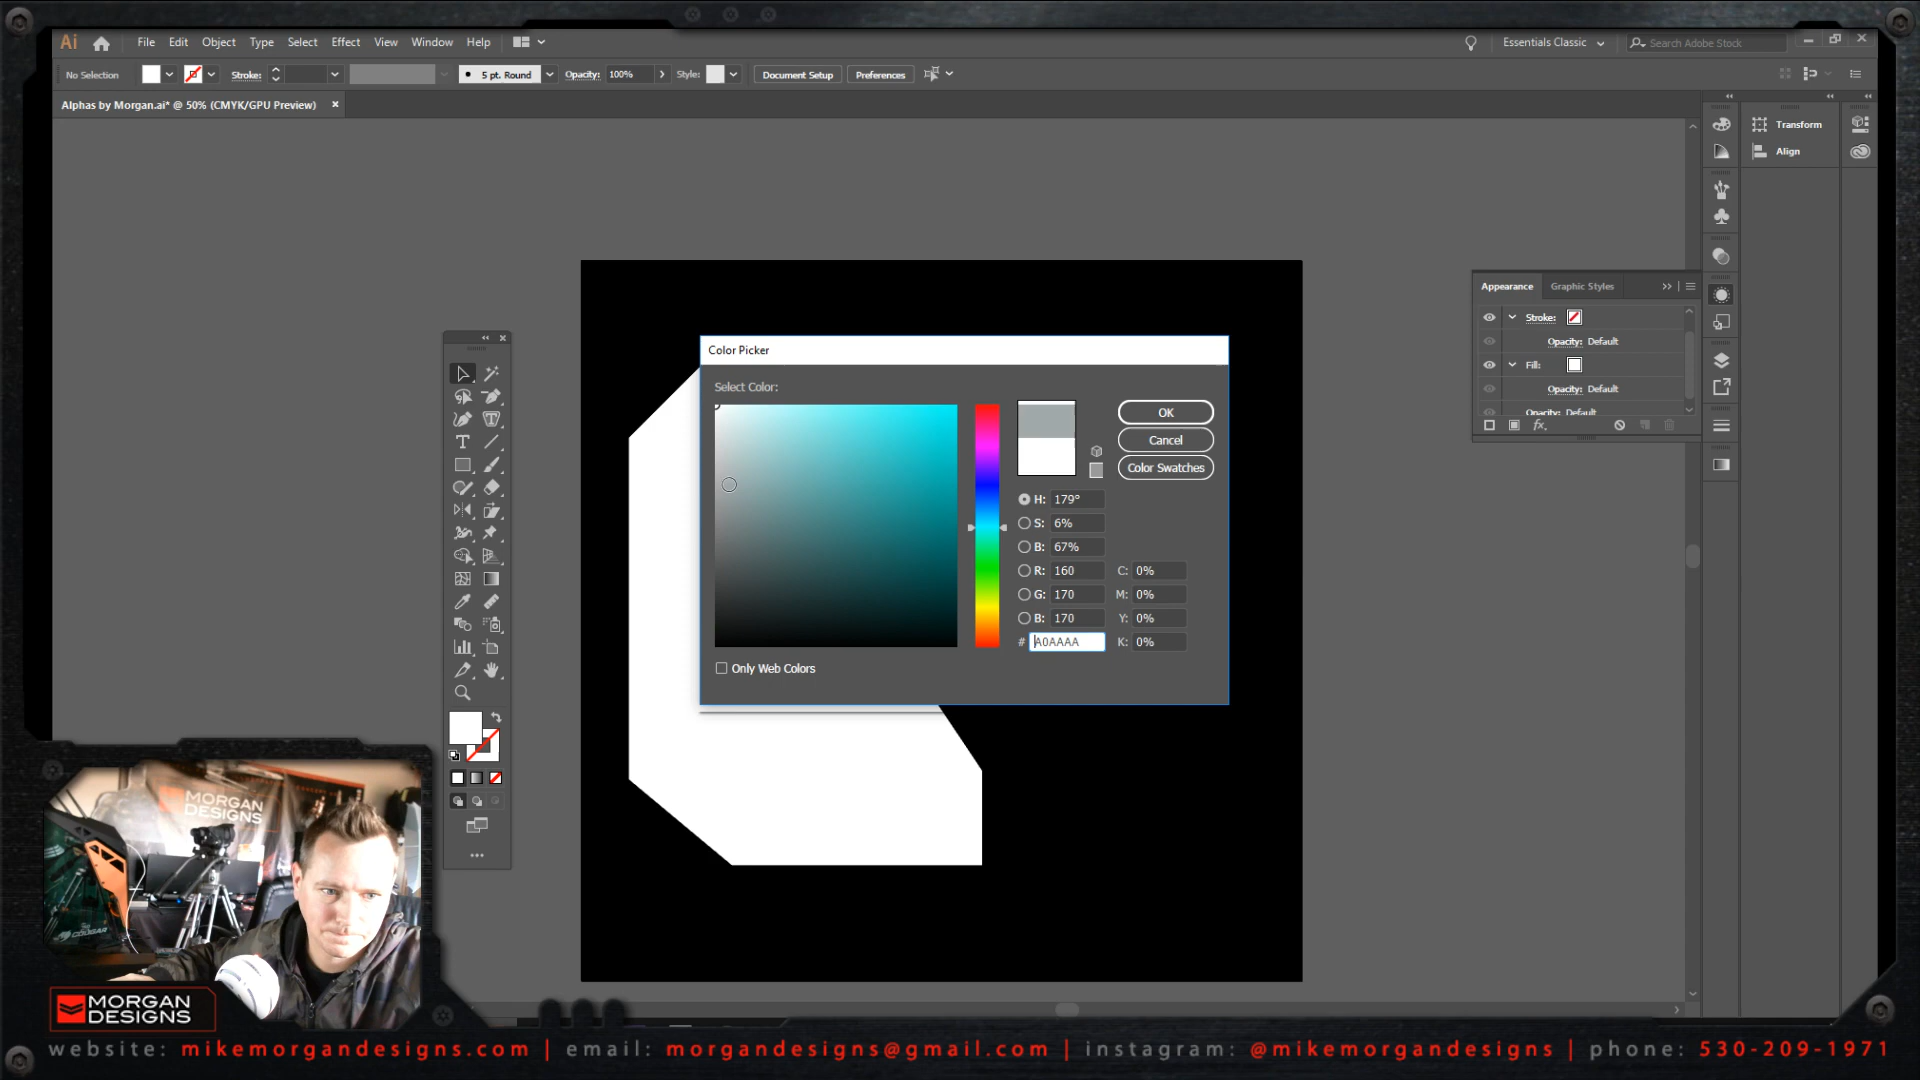 Ai File Edit Object Type Select Effect View Window Help Essentials Classic Search Adobe Stock
No Selection Stroke: 5 pt. Round Opacity: 100% Style: Document Setup Preferences
Alphas by Morgan.ai* @ 50% (CMYK/GPU Preview)
Transform
Align
Appearance Graphic Styles
Stroke:
Opacity: Default
Fill:
Opacity: Default
Opacity: Default
fx
Color Picker
Select Color:
OK
Cancel
Color Swatches
H: 179°
S: 6%
B: 67%
R: 160 C: 0%
G: 170 M: 0%
B: 170 Y: 0%
# A0AAAA K: 0%
Only Web Colors
MORGAN
DESIGNS
COUGAR
MORGAN
DESIGNS
website: mikemorgandesigns.com | email: morgandesigns@gmail.com | instagram: @mikemorgandesigns | phone: 530-209-1971